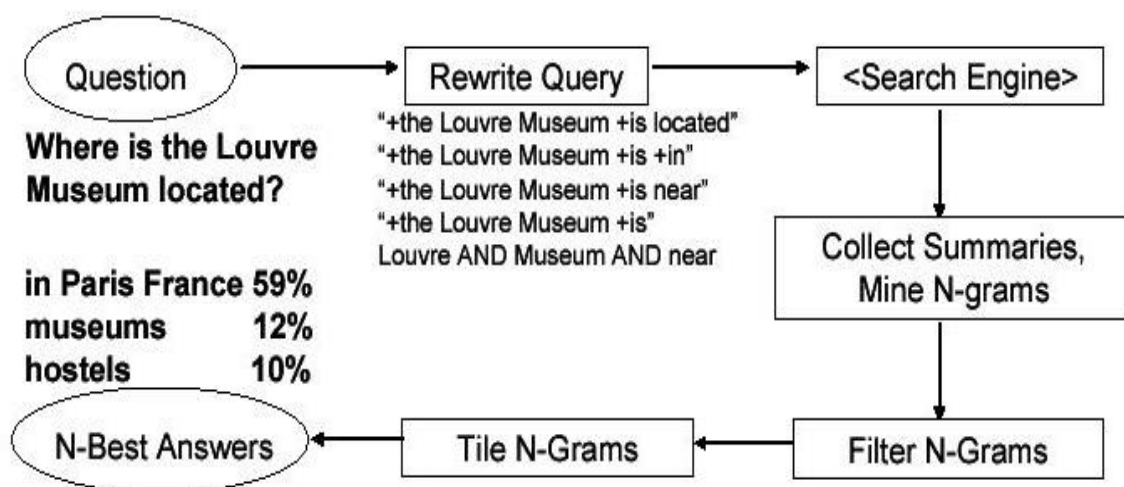 Question
Rewrite Query
<Search Engine>
Where is the Louvre
Museum located?
“+the Louvre Museum +is located”
“+the Louvre Museum +is +in”
“+the Louvre Museum +is near”
“+the Louvre Museum +is”
Louvre AND Museum AND near
Collect Summaries,
Mine N-grams
in Paris France 59%
museums 12%
hostels 10%
N-Best Answers
Tile N-Grams
Filter N-Grams